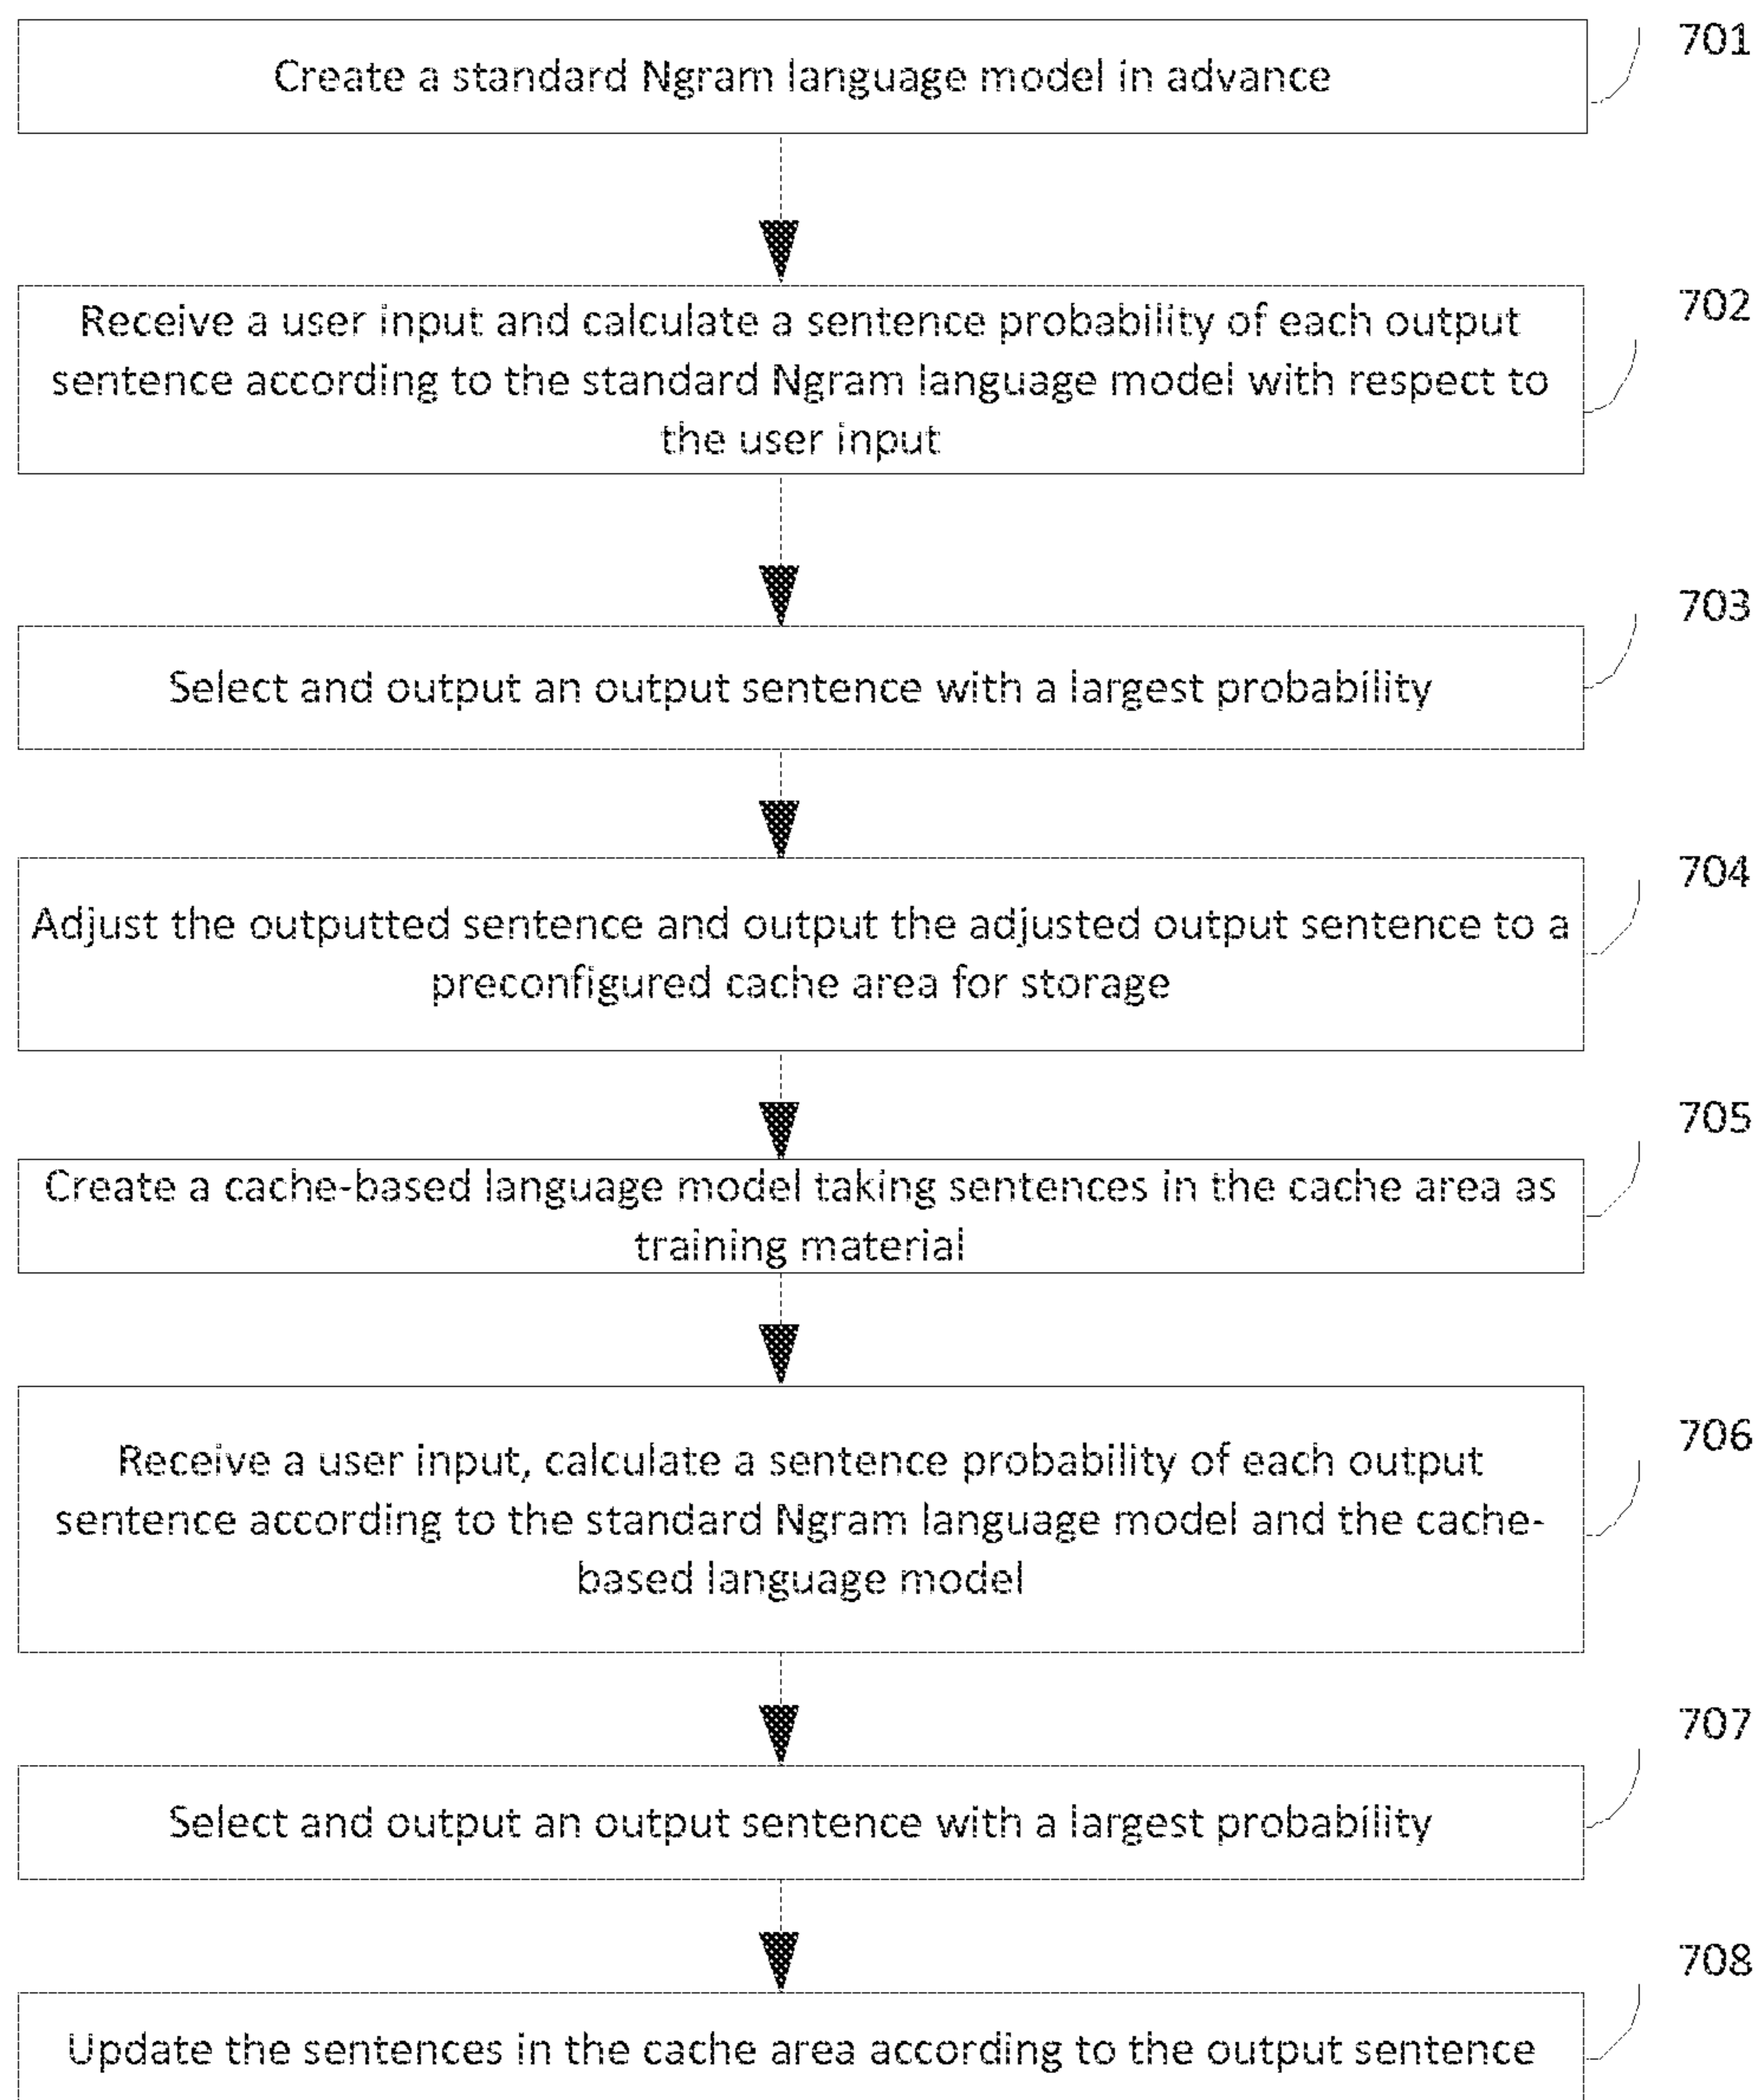 701
Create a standard Ngram language model in advance
702
Receive a user input and calculate a sentence probability of each output
sentence according to the standard Ngram language model with respect to
the user input
703
Select and output an output sentence with a largest probability
704
Adjust the outputted sentence and output the adjusted output sentence to a
preconfigured cache area for storage
705
Create a cache-based language model taking sentences in the cache area as
training material
706
Receive a user input, calculate a sentence probability of each output
sentence according to the standard Ngram language model and the cache-
based language model
707
Select and output an output sentence with a largest probability
708
Update the sentences in the cache area according to the output sentence